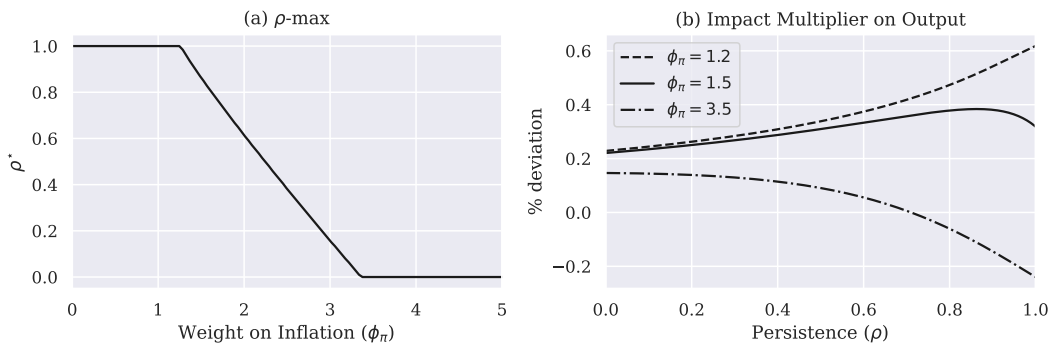 (a) ρ-max
1.0
0.8
0.6
0.4
0.2
0.0
ρ⋆
0 1 2 3 4 5
Weight on Inflation (ϕπ)
(b) Impact Multiplier on Output
ϕπ = 1.2
ϕπ = 1.5
ϕπ = 3.5
0.6
0.4
0.2
0.0
−0.2
% deviation
0.0 0.2 0.4 0.6 0.8 1.0
Persistence (ρ)